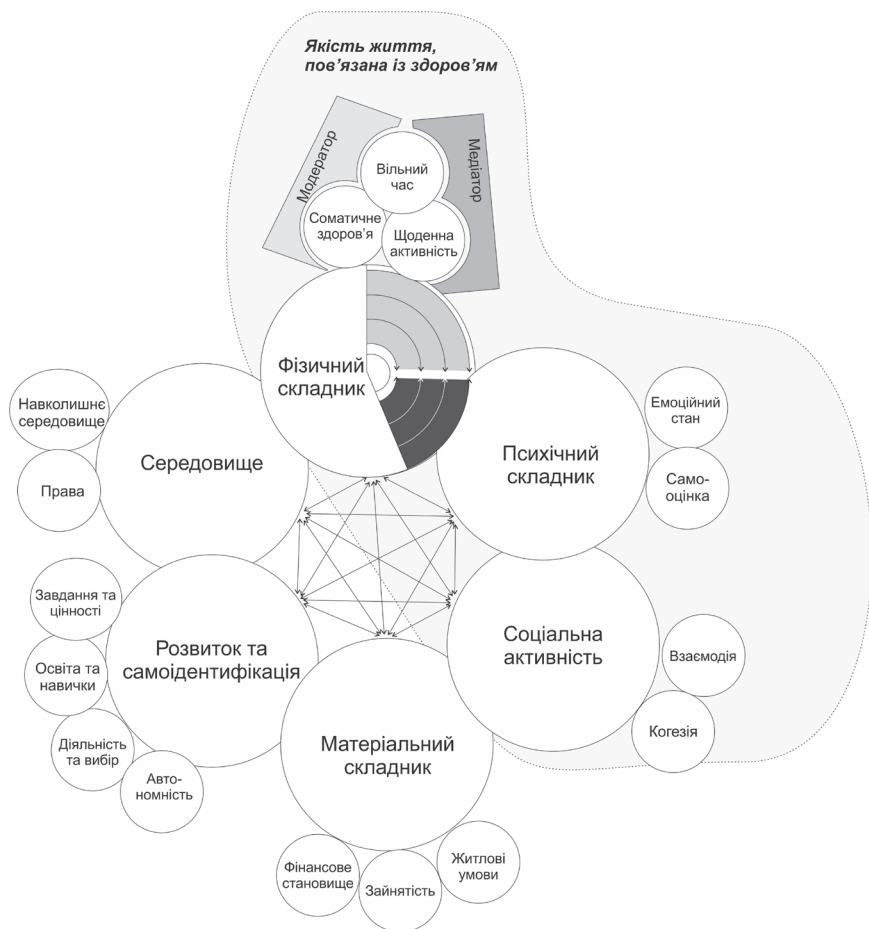 Якість життя,
пов’язана із здоров’ям
Модератор
Медіатор
Вільний
час
Соматичне
здоров’я
Щоденна
активність
Фізичний
складник
Навколишнє
середовище
Права
Середовище
Психічний
складник
Емоційний
стан
Само-
оцінка
Завдання та
цінності
Освіта та
навички
Діяльність
та вибір
Авто-
номність
Розвиток та
самоідентифікація
Соціальна
активність
Взаємодія
Когезія
Матеріальний
складник
Фінансове
становище
Зайнятість
Житлові
умови